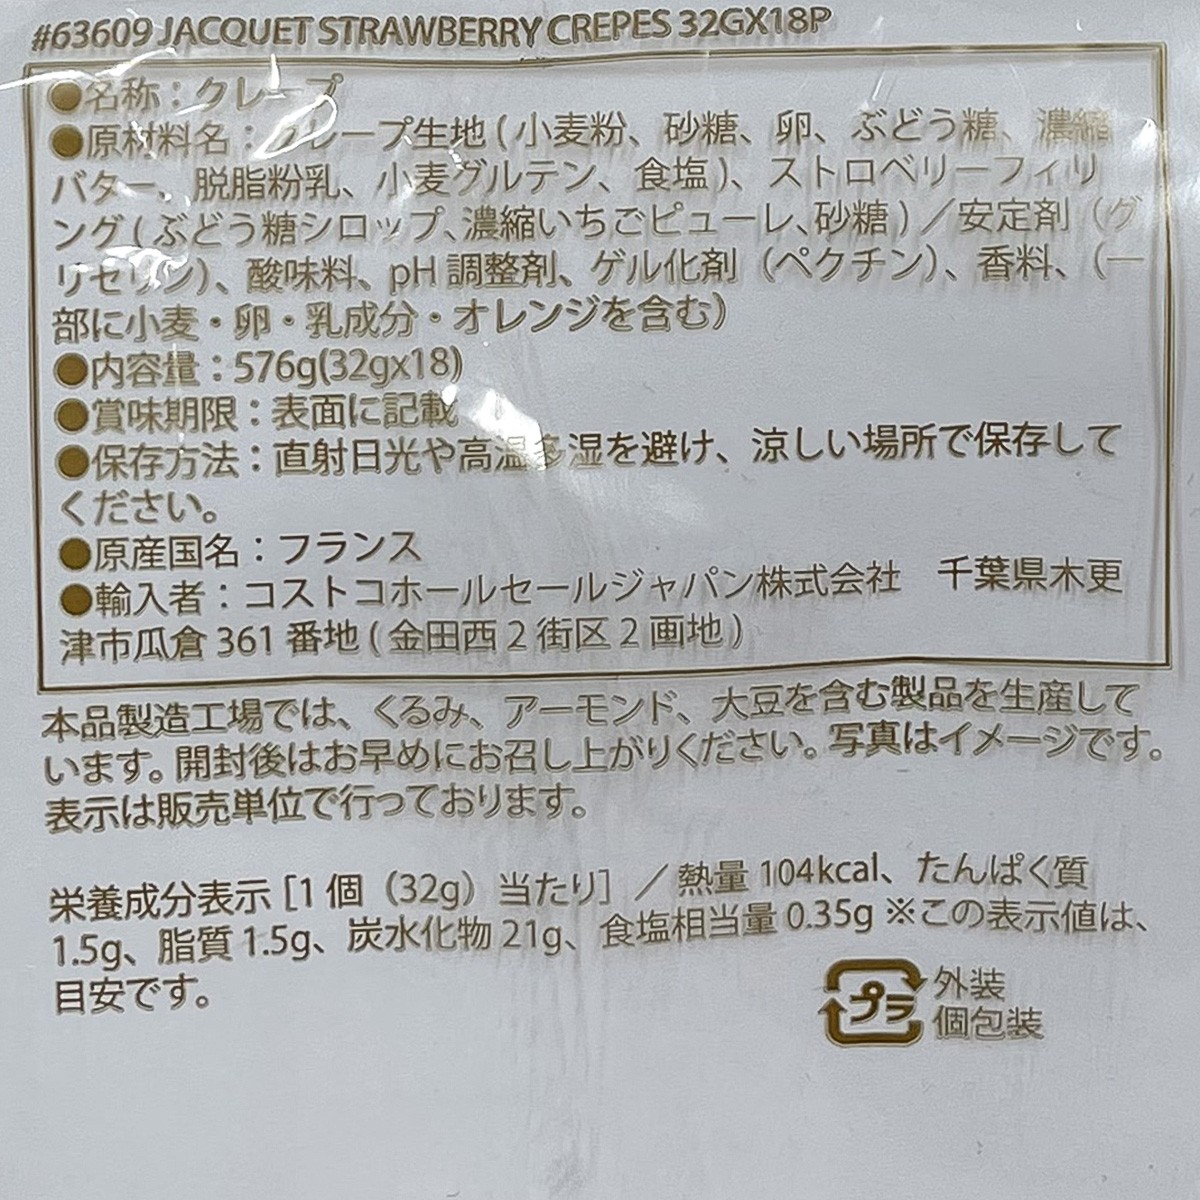 #63609 JACQUET STRAWBERRY CREPES 32GX18P
●名称：クレープ
●原材料名：クレープ生地(小麦粉、砂糖、卵、ぶどう糖、濃縮
バター、脱脂粉乳、小麦グルテン、食塩)、ストロベリーフィリ
ング(ぶどう糖シロップ、濃縮いちごピューレ、砂糖)／安定剤（グ
リセリン）、酸味料、pH調整剤、ゲル化剤（ペクチン）、香料、（一
部に小麦・卵・乳成分・オレンジを含む）
●内容量：576g(32gx18)
●賞味期限：表面に記載
●保存方法：直射日光や高温多湿を避け、涼しい場所で保存して
ください。
●原産国名：フランス
●輸入者：コストコホールセールジャパン株式会社　千葉県木更
津市瓜倉 361 番地(金田西2街区2画地)
本品製造工場では、くるみ、アーモンド、大豆を含む製品を生産して
います。開封後はお早めにお召し上がりください。写真はイメージです。
表示は販売単位で行っております。
栄養成分表示［1個（32g）当たり］／熱量 104kcal、たんぱく質
1.5g、脂質 1.5g、炭水化物 21g、食塩相当量 0.35g ※この表示値は、
目安です。
プラ 外装
個包装